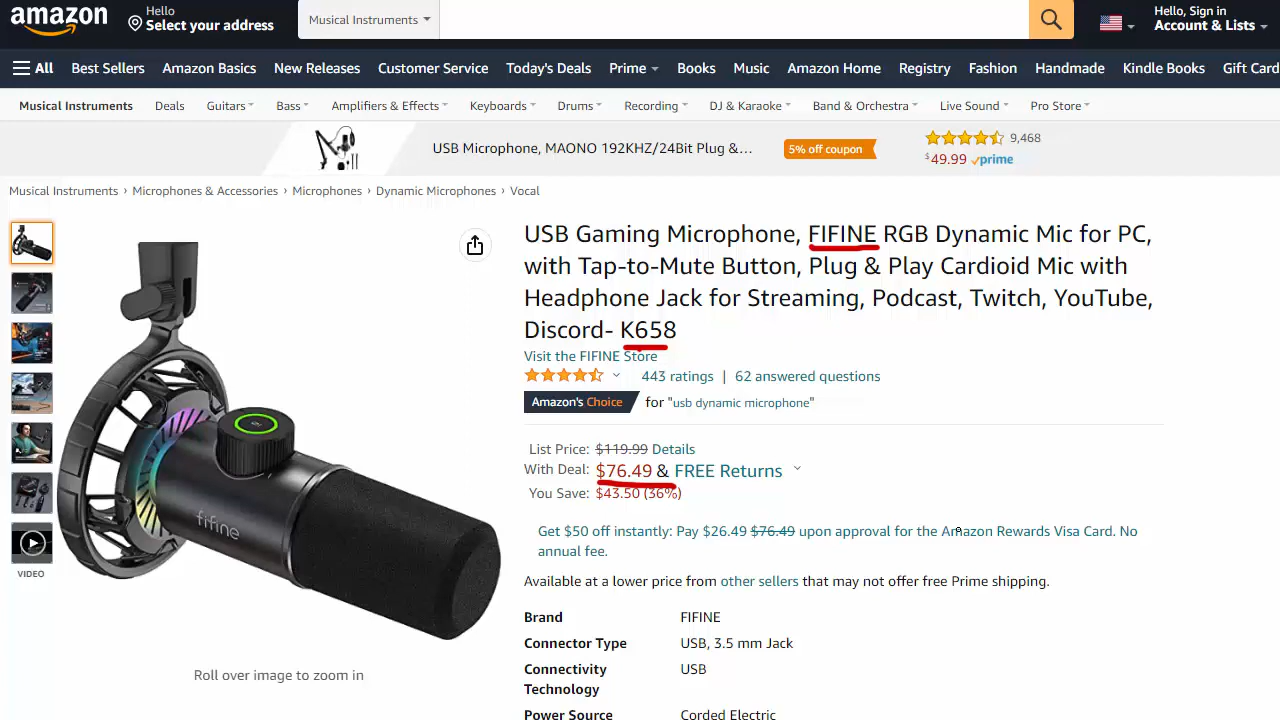 amazon
Hello
Select your address
Musical Instruments
Hello, Sign in
Account & Lists
All
Best Sellers
Amazon Basics
New Releases
Customer Service
Today's Deals
Prime
Books
Music
Amazon Home
Registry
Fashion
Handmade
Kindle Books
Gift Card
Musical Instruments
Deals
Guitars
Bass
Amplifiers & Effects
Keyboards
Drums
Recording
DJ & Karaoke
Band & Orchestra
Live Sound
Pro Store
USB Microphone, MAONO 192KHZ/24Bit Plug &...
5% off coupon
9,468
$49.99 prime
Musical Instruments › Microphones & Accessories › Microphones › Dynamic Microphones › Vocal
USB Gaming Microphone, FIFINE RGB Dynamic Mic for PC,
with Tap-to-Mute Button, Plug & Play Cardioid Mic with
Headphone Jack for Streaming, Podcast, Twitch, YouTube,
Discord- K658
Visit the FIFINE Store
443 ratings | 62 answered questions
Amazon's Choice for "usb dynamic microphone"
List Price: $119.99 Details
With Deal: $76.49 & FREE Returns
You Save: $43.50 (36%)
Get $50 off instantly: Pay $26.49 $76.49 upon approval for the Amazon Rewards Visa Card. No
annual fee.
Available at a lower price from other sellers that may not offer free Prime shipping.
Brand FIFINE
Connector Type USB, 3.5 mm Jack
Connectivity USB
Technology
Power Source Corded Electric
fifine
VIDEO
Roll over image to zoom in